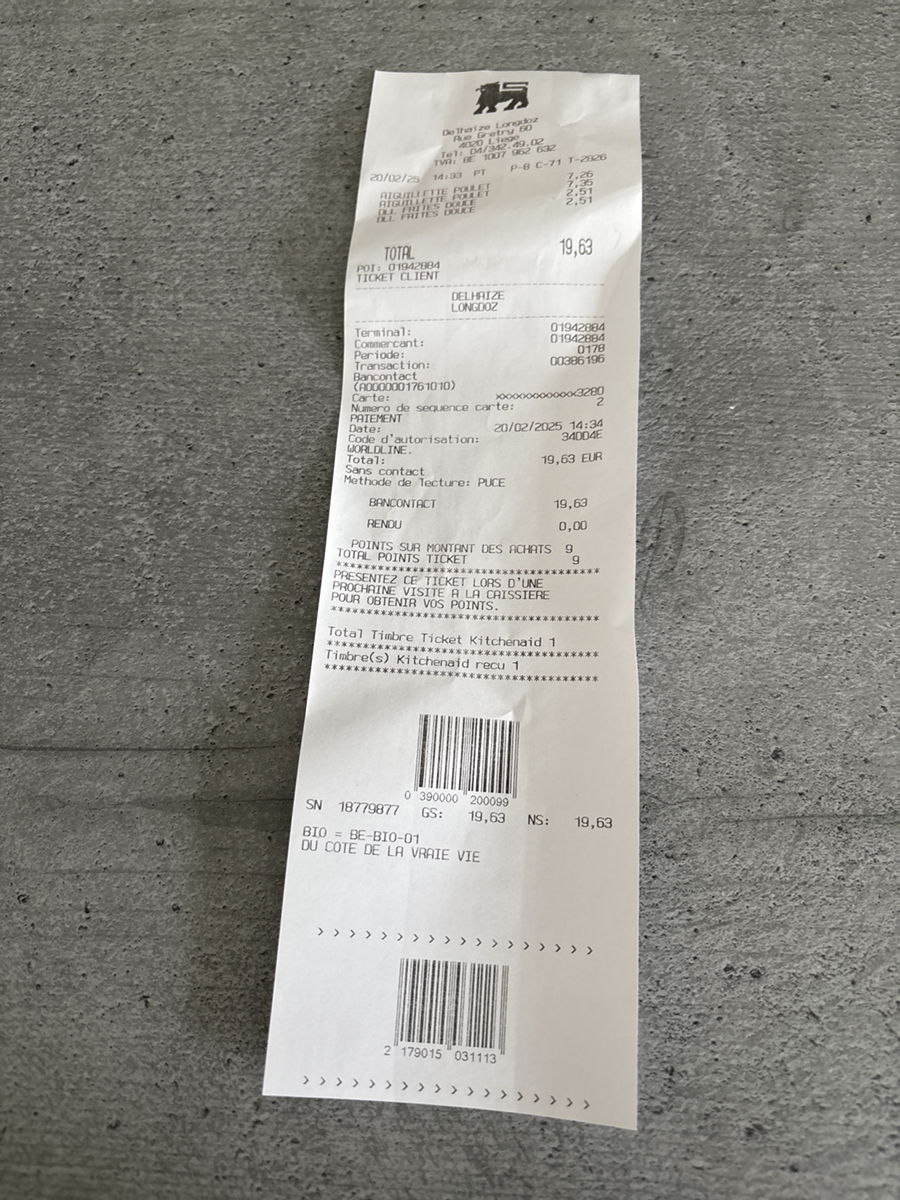 Delhaize Longdoz
Rue Gretry 60
4020 Liege
Tel: 04/342.49.02
TVA: BE 1007 962 632
20/02/25 14:33 PT P-8 C-71 T-2826
AIGUILLETTE POULET 7,26
AIGUILLETTE POULET 7,35
DLL FRITES DOUCE 2,51
DLL FRITES DOUCE 2,51
TOTAL 19,63
POI: 01942884
TICKET CLIENT
DELHAIZE
LONGDOZ
Terminal: 01942884
Commercant: 01942884
Periode: 0178
Transaction: 00386196
Bancontact
(A0000001761010)
Carte: xxxxxxxxxxxxx3280
Numero de sequence carte: 2
PAIEMENT
Date: 20/02/2025 14:34
Code d'autorisation: 34DD4E
WORLDLINE.
Total: 19,63 EUR
Sans contact
Methode de lecture: PUCE
BANCONTACT 19,63
RENDU 0,00
POINTS SUR MONTANT DES ACHATS 9
TOTAL POINTS TICKET 9
***********************************
PRESENTEZ CE TICKET LORS D'UNE
PROCHAINE VISITE A LA CAISSIERE
POUR OBTENIR VOS POINTS.
***********************************
Total Timbre Ticket Kitchenaid 1
***********************************
Timbre(s) Kitchenaid recu 1
***********************************
0 390000 200099
SN 18779877 GS: 19,63 NS: 19,63
BIO = BE-BIO-01
DU COTE DE LA VRAIE VIE
> > > > > > > > > > > > > > > > > >
2 179015 031113
> > > > > > > > > > > > > > > > > >